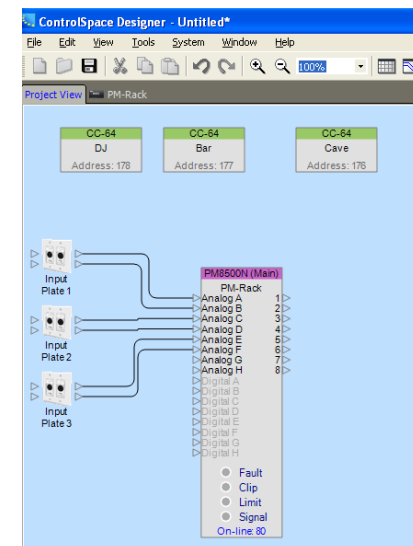 ControlSpace Designer - Untitled*
File Edit View Tools System Window Help
100%
Project View PM-Rack
CC-64 CC-64 CC-64
DJ Bar Cave
Address: 178 Address: 177 Address: 176
Input
Plate 1
Input
Plate 2
Input
Plate 3
PM8500N (Main)
PM-Rack
Analog A 1
Analog B 2
Analog C 3
Analog D 4
Analog E 5
Analog F 6
Analog G 7
Analog H 8
Digital A
Digital B
Digital C
Digital D
Digital E
Digital F
Digital G
Digital H
Fault
Clip
Limit
Signal
On-line: 80